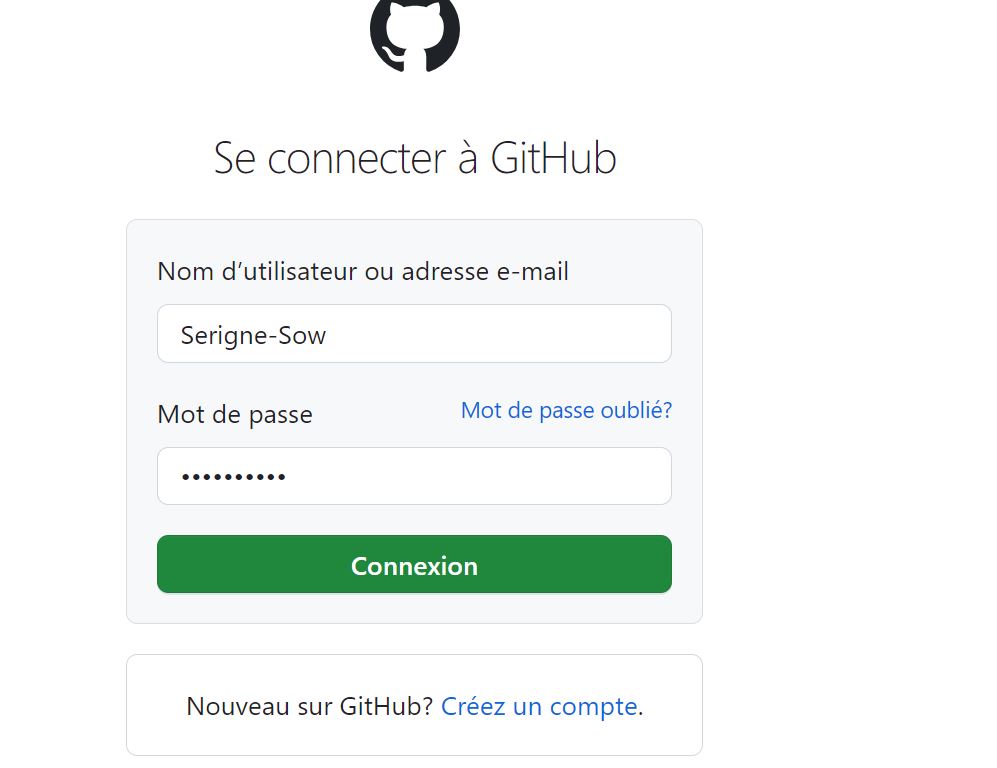 Se connecter à GitHub
Nom d’utilisateur ou adresse e-mail
Serigne-Sow
Mot de passe
Mot de passe oublié?
••••••••••
Connexion
Nouveau sur GitHub? Créez un compte.